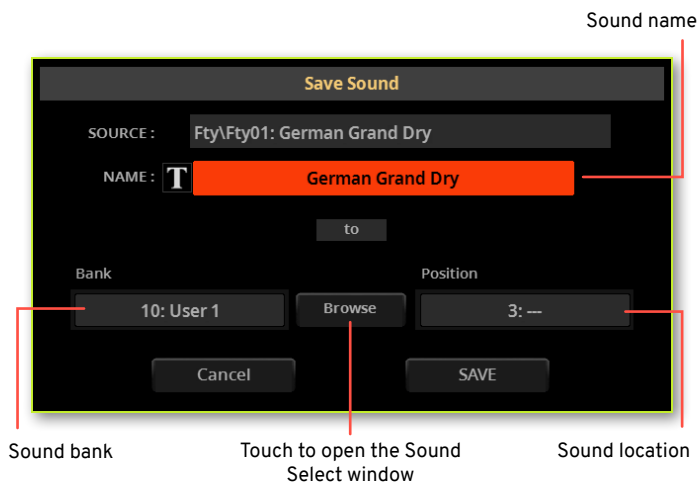 Sound name
Save Sound
SOURCE: Fty\Fty01: German Grand Dry
NAME: T German Grand Dry
to
Bank Position
10: User 1 Browse 3: ---
Cancel SAVE
Sound bank
Touch to open the Sound
Select window
Sound location